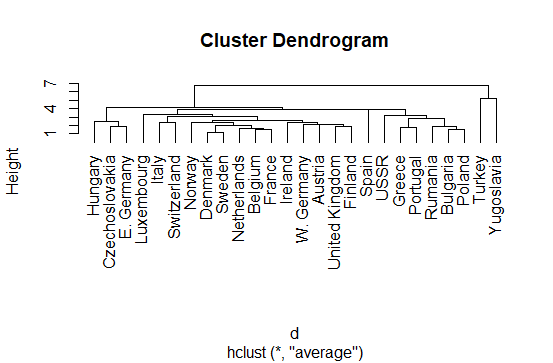 Cluster Dendrogram
Height
7
4
1
Hungary
Czechoslovakia
E. Germany
Luxembourg
Italy
Switzerland
Norway
Denmark
Sweden
Netherlands
Belgium
France
Ireland
W. Germany
Austria
United Kingdom
Finland
Spain
USSR
Greece
Portugal
Rumania
Bulgaria
Poland
Turkey
Yugoslavia
d
hclust (*, "average")